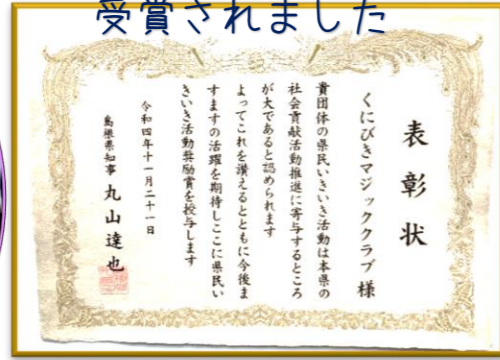 受賞されました
表彰状
くにびきマジッククラブ様
貴団体の県民いきいき活動は本県の
社会貢献活動推進に寄与するところ
が大であると認められます
よってこれを讃えるとともに今後ま
すますの活躍を期待しここに県民い
きいき活動奨励賞を授与します
令和四年十一月二十一日
島根県知事 丸山達也